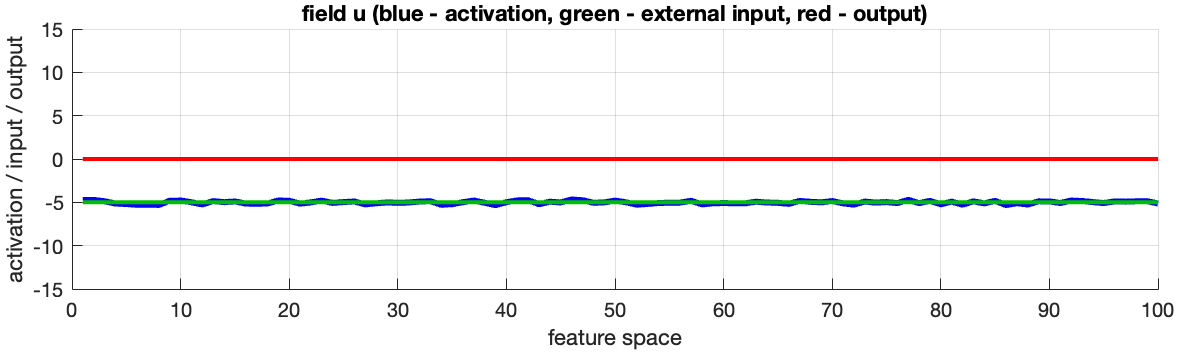 field u (blue - activation, green - external input, red - output)
activation / input / output
15
10
5
0
-5
-10
-15
0 10 20 30 40 50 60 70 80 90 100
feature space